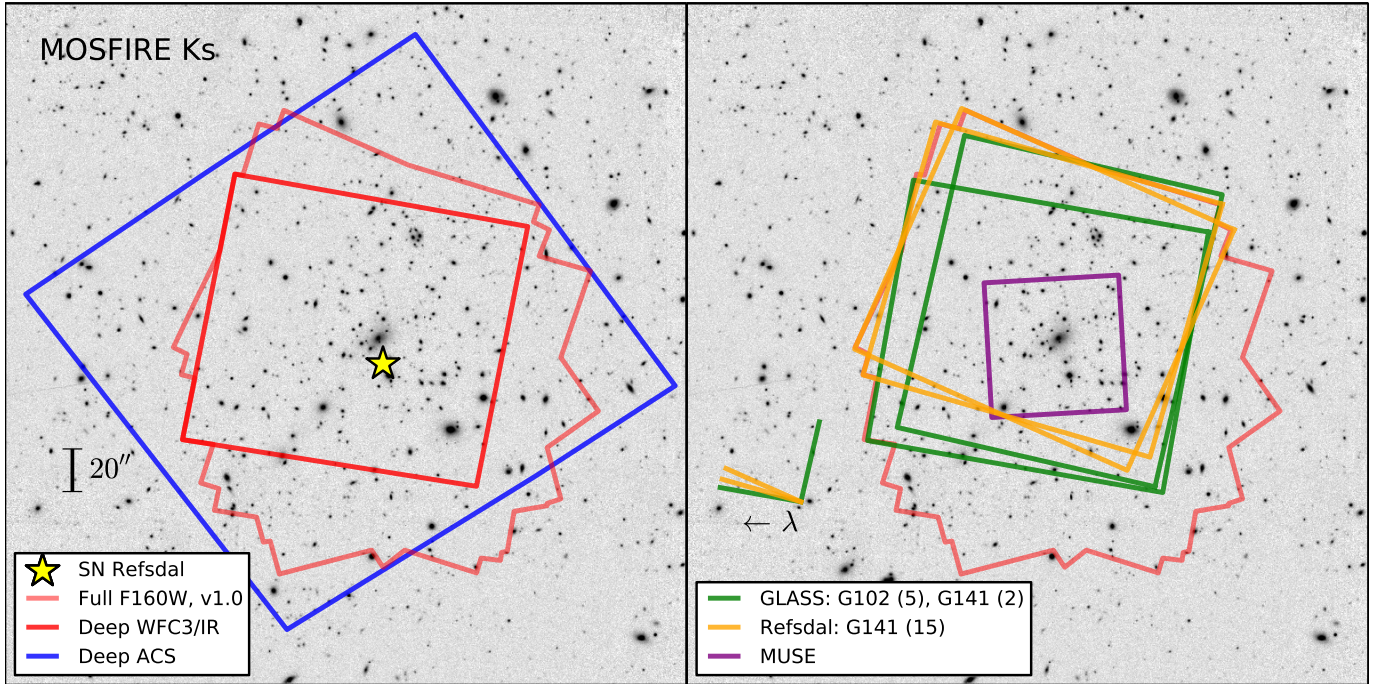 MOSFIRE Ks
20″
SN Refsdal
Full F160W, v1.0
Deep WFC3/IR
Deep ACS
← λ
GLASS: G102 (5), G141 (2)
Refsdal: G141 (15)
MUSE